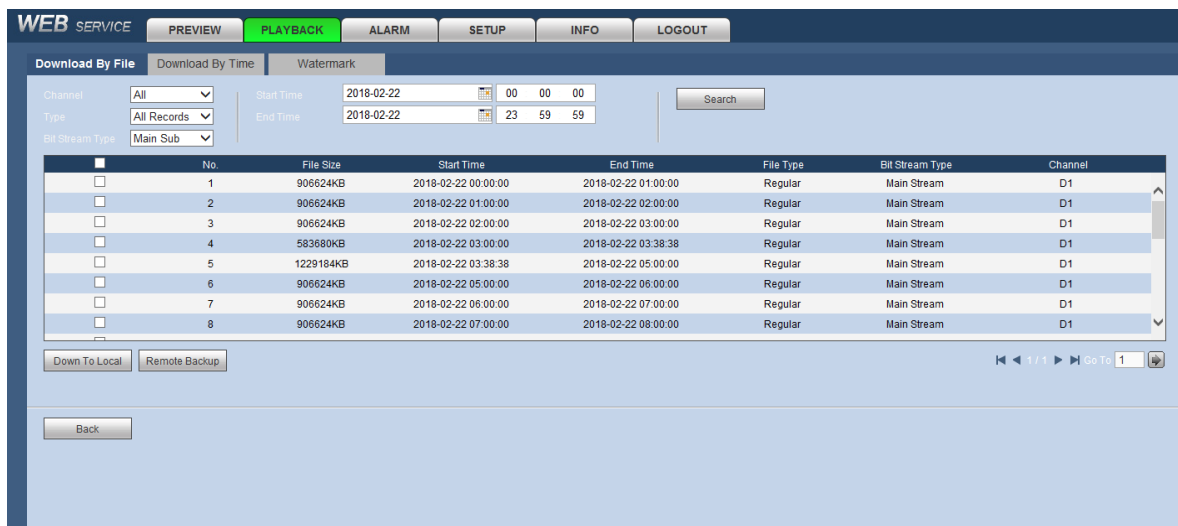 WEB SERVICE PREVIEW PLAYBACK ALARM SETUP INFO LOGOUT
Download By File Download By Time Watermark
Channel All Start Time 2018-02-22 00 00 00 Search
Type All Records End Time 2018-02-22 23 59 59
Bit Stream Type Main Sub
No. File Size Start Time End Time File Type Bit Stream Type Channel
1 906624KB 2018-02-22 00:00:00 2018-02-22 01:00:00 Regular Main Stream D1
2 906624KB 2018-02-22 01:00:00 2018-02-22 02:00:00 Regular Main Stream D1
3 906624KB 2018-02-22 02:00:00 2018-02-22 03:00:00 Regular Main Stream D1
4 583680KB 2018-02-22 03:00:00 2018-02-22 03:38:38 Regular Main Stream D1
5 1229184KB 2018-02-22 03:38:38 2018-02-22 05:00:00 Regular Main Stream D1
6 906624KB 2018-02-22 05:00:00 2018-02-22 06:00:00 Regular Main Stream D1
7 906624KB 2018-02-22 06:00:00 2018-02-22 07:00:00 Regular Main Stream D1
8 906624KB 2018-02-22 07:00:00 2018-02-22 08:00:00 Regular Main Stream D1
Down To Local Remote Backup 1 / 1 Go To 1
Back